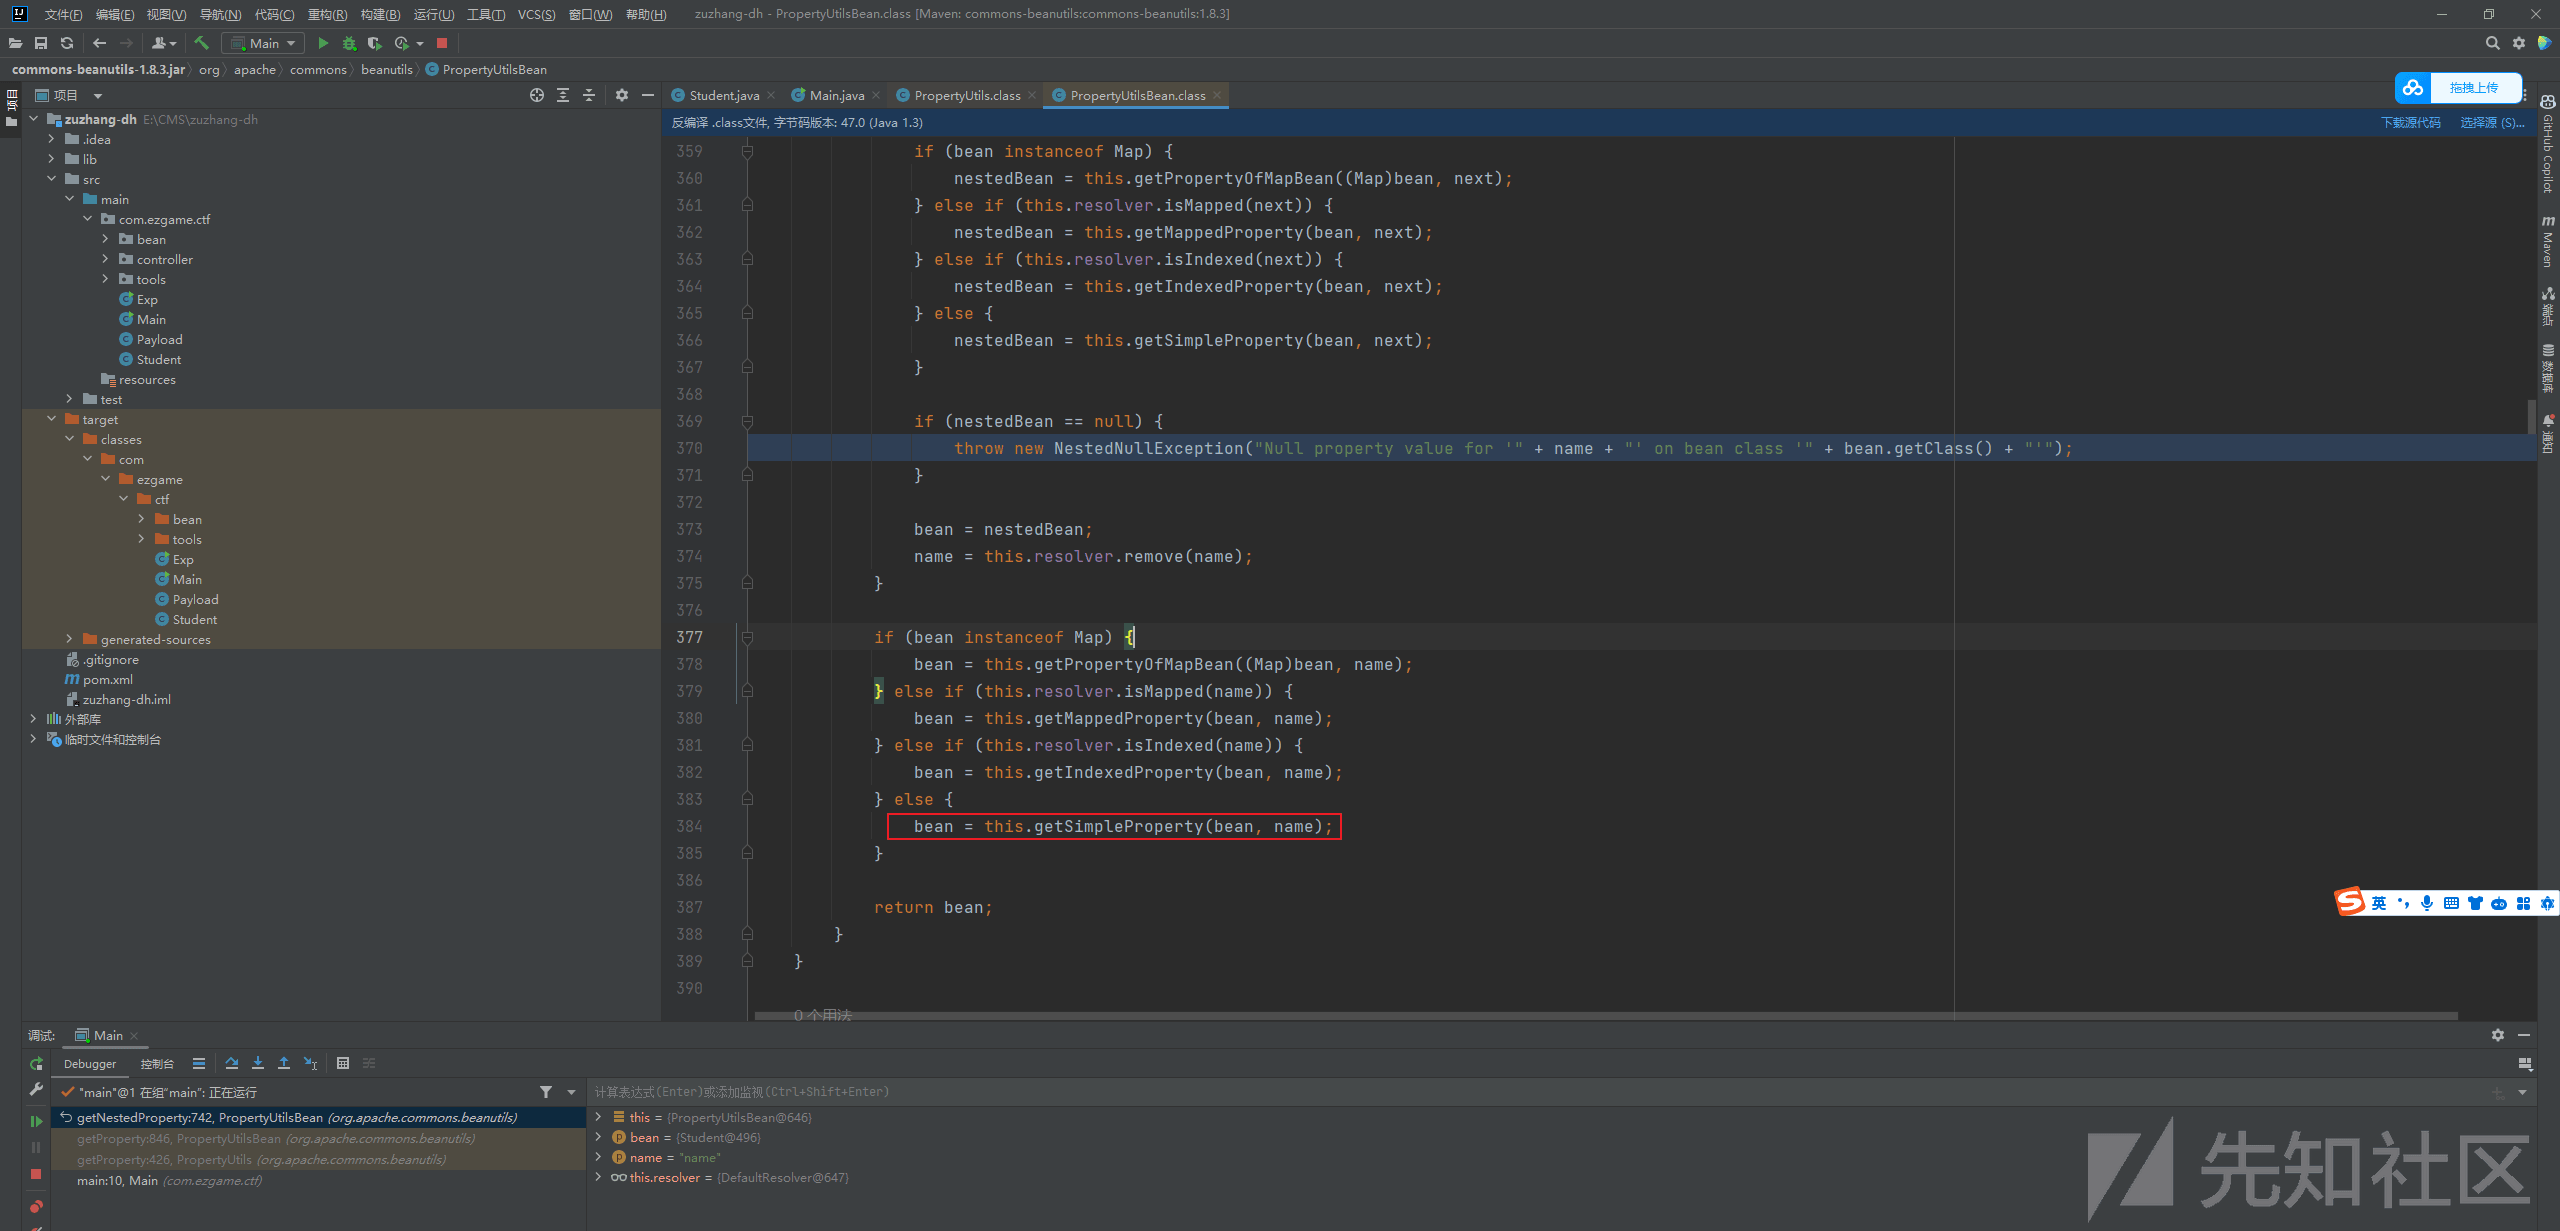 文件(F) 编辑(E) 视图(V) 导航(N) 代码(C) 重构(R) 构建(B) 运行(U) 工具(T) VCS(S) 窗口(W) 帮助(H) zuzhang-dh - PropertyUtilsBean.class [Maven: commons-beanutils:commons-beanutils:1.8.3]
Main
commons-beanutils-1.8.3.jar org apache commons beanutils PropertyUtilsBean
项目
项目
Student.java Main.java PropertyUtils.class PropertyUtilsBean.class
拖拽上传
反编译 .class文件, 字节码版本: 47.0 (Java 1.3)
下载源代码 选择源 (S)...
zuzhang-dh E:\CMS\zuzhang-dh
.idea
lib
src
main
com.ezgame.ctf
bean
controller
tools
Exp
Main
Payload
Student
resources
test
target
classes
com
ezgame
ctf
bean
tools
Exp
Main
Payload
Student
generated-sources
.gitignore
pom.xml
zuzhang-dh.iml
外部库
临时文件和控制台
359 if (bean instanceof Map) {
360 nestedBean = this.getPropertyOfMapBean((Map)bean, next);
361 } else if (this.resolver.isMapped(next)) {
362 nestedBean = this.getMappedProperty(bean, next);
363 } else if (this.resolver.isIndexed(next)) {
364 nestedBean = this.getIndexedProperty(bean, next);
365 } else {
366 nestedBean = this.getSimpleProperty(bean, next);
367 }
368
369 if (nestedBean == null) {
370 throw new NestedNullException("Null property value for '" + name + "' on bean class '" + bean.getClass() + "'");
371 }
372
373 bean = nestedBean;
374 name = this.resolver.remove(name);
375 }
376
377 if (bean instanceof Map) {
378 bean = this.getPropertyOfMapBean((Map)bean, name);
379 } else if (this.resolver.isMapped(name)) {
380 bean = this.getMappedProperty(bean, name);
381 } else if (this.resolver.isIndexed(name)) {
382 bean = this.getIndexedProperty(bean, name);
383 } else {
384 bean = this.getSimpleProperty(bean, name);
385 }
386
387 return bean;
388 }
389 }
390
0 个用法
GitHub Copilot
m Maven
端点
数据库
通知
英
调试: Main
Debugger 控制台
"main"@1 在组"main": 正在运行
计算表达式(Enter)或添加监视(Ctrl+Shift+Enter)
getNestedProperty:742, PropertyUtilsBean (org.apache.commons.beanutils)
getProperty:846, PropertyUtilsBean (org.apache.commons.beanutils)
getProperty:426, PropertyUtils (org.apache.commons.beanutils)
main:10, Main (com.ezgame.ctf)
this = {PropertyUtilsBean@646}
bean = {Student@496}
name = "name"
this.resolver = {DefaultResolver@647}
先知社区